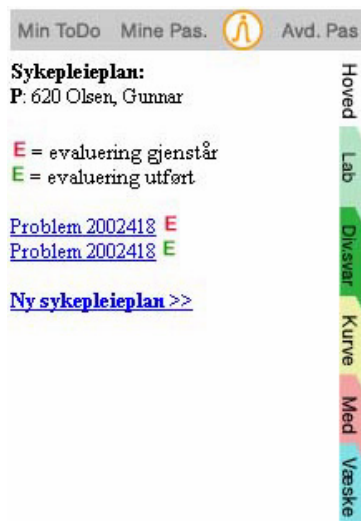 Min ToDo Mine Pas. Avd. Pas
Sykepleieplan:
P: 620 Olsen, Gunnar
E = evaluering gjenstår
E = evaluering utført
Problem 2002418 E
Problem 2002418 E
Ny sykepleieplan >>
Hoved
Lab
Div.svar
Kurve
Med
Væske